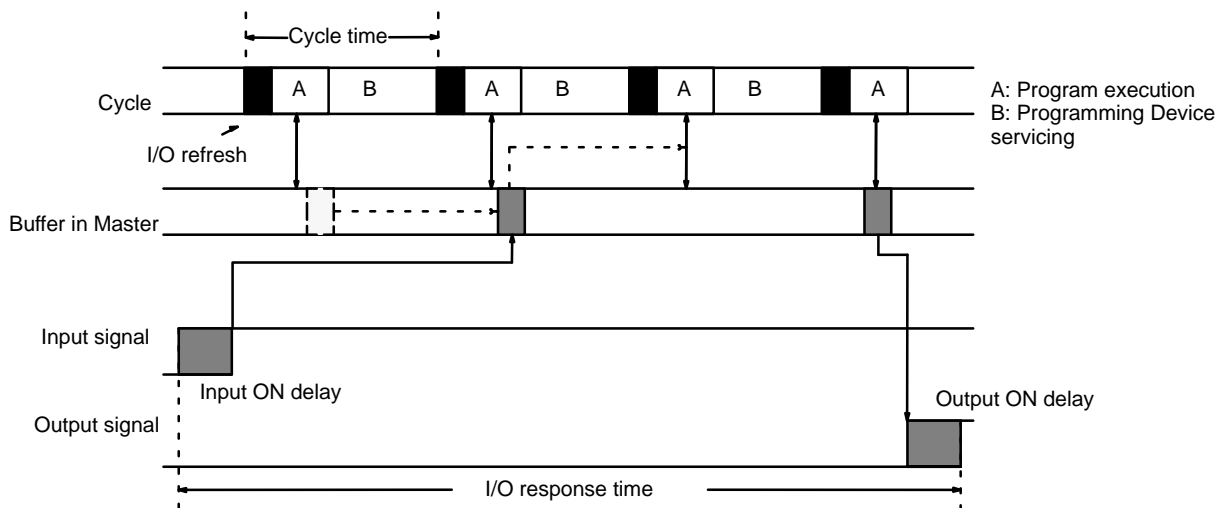 Cycle time
Cycle
A B A B A B A
A: Program execution
B: Programming Device
servicing
I/O refresh
Buffer in Master
Input signal
Input ON delay
Output ON delay
Output signal
I/O response time